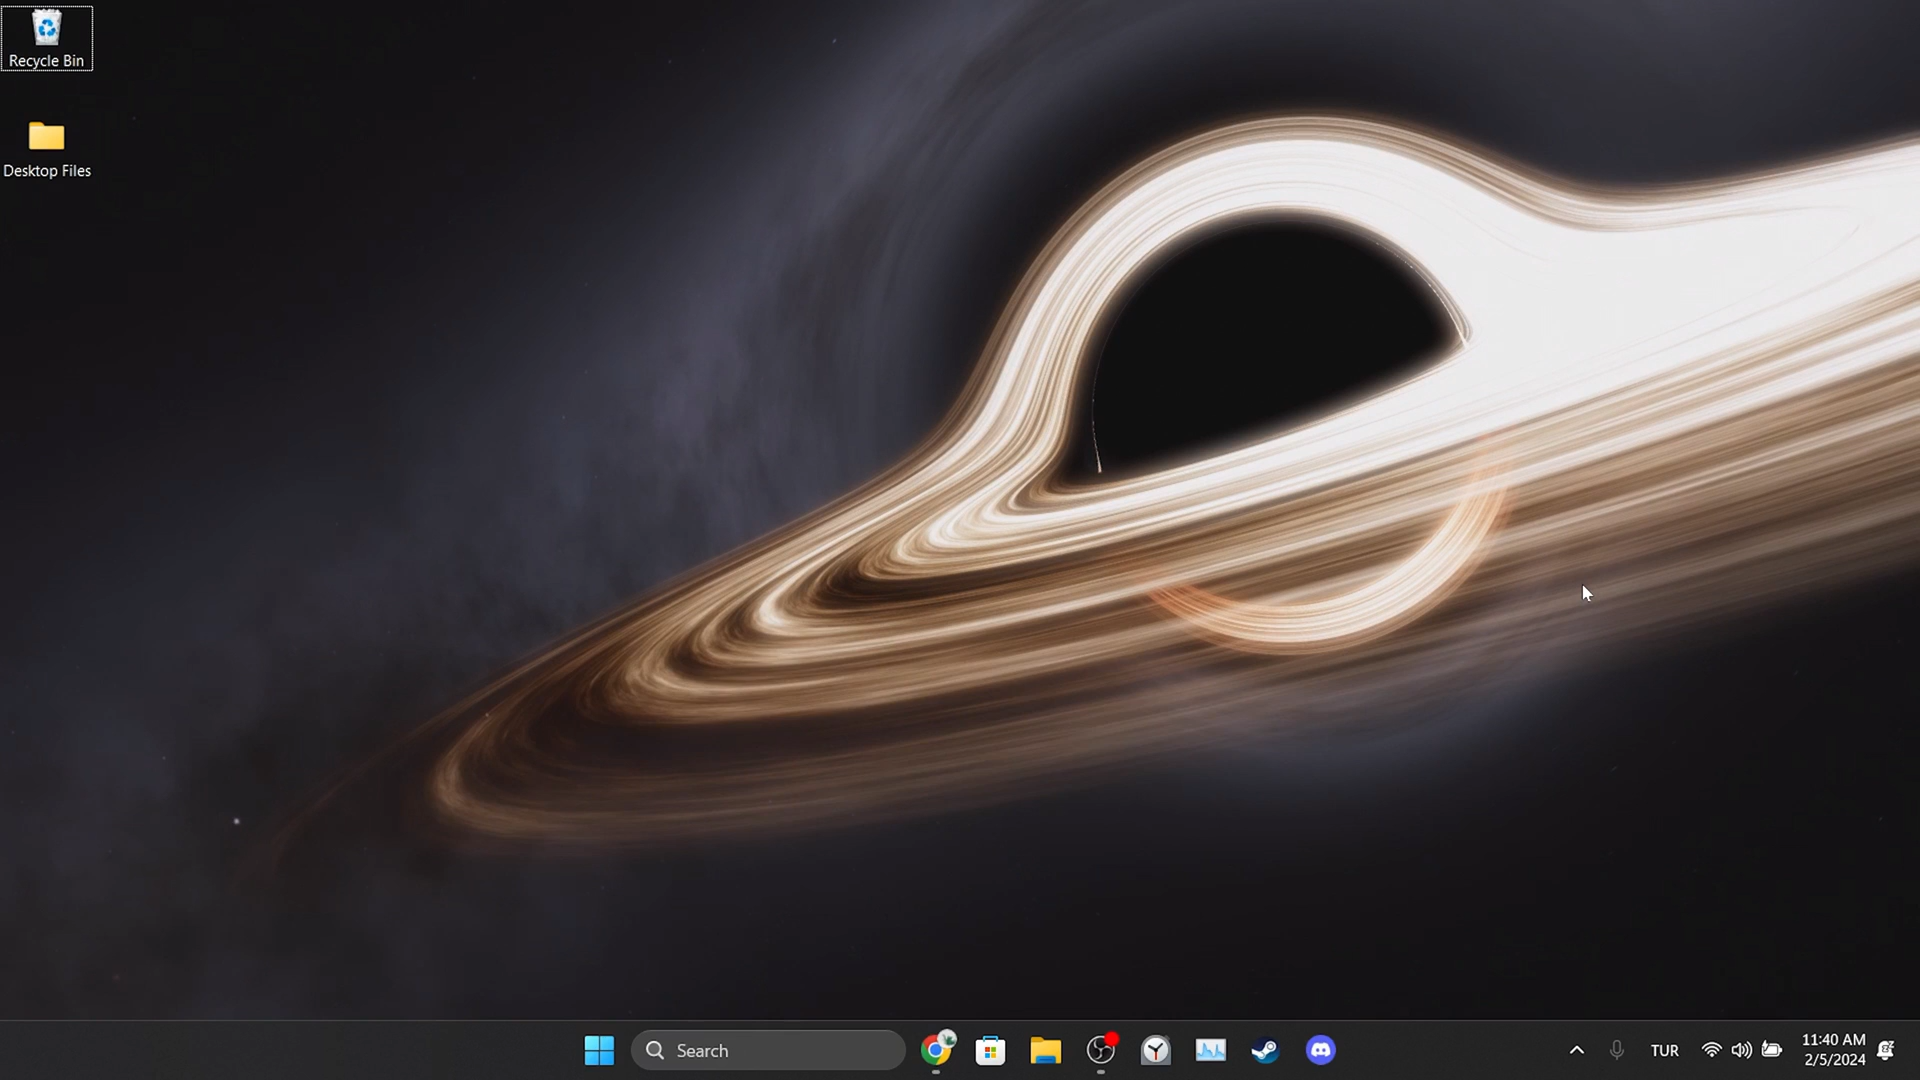 Recycle Bin
Desktop Files
Search
TUR
11:40 AM
2/5/2024